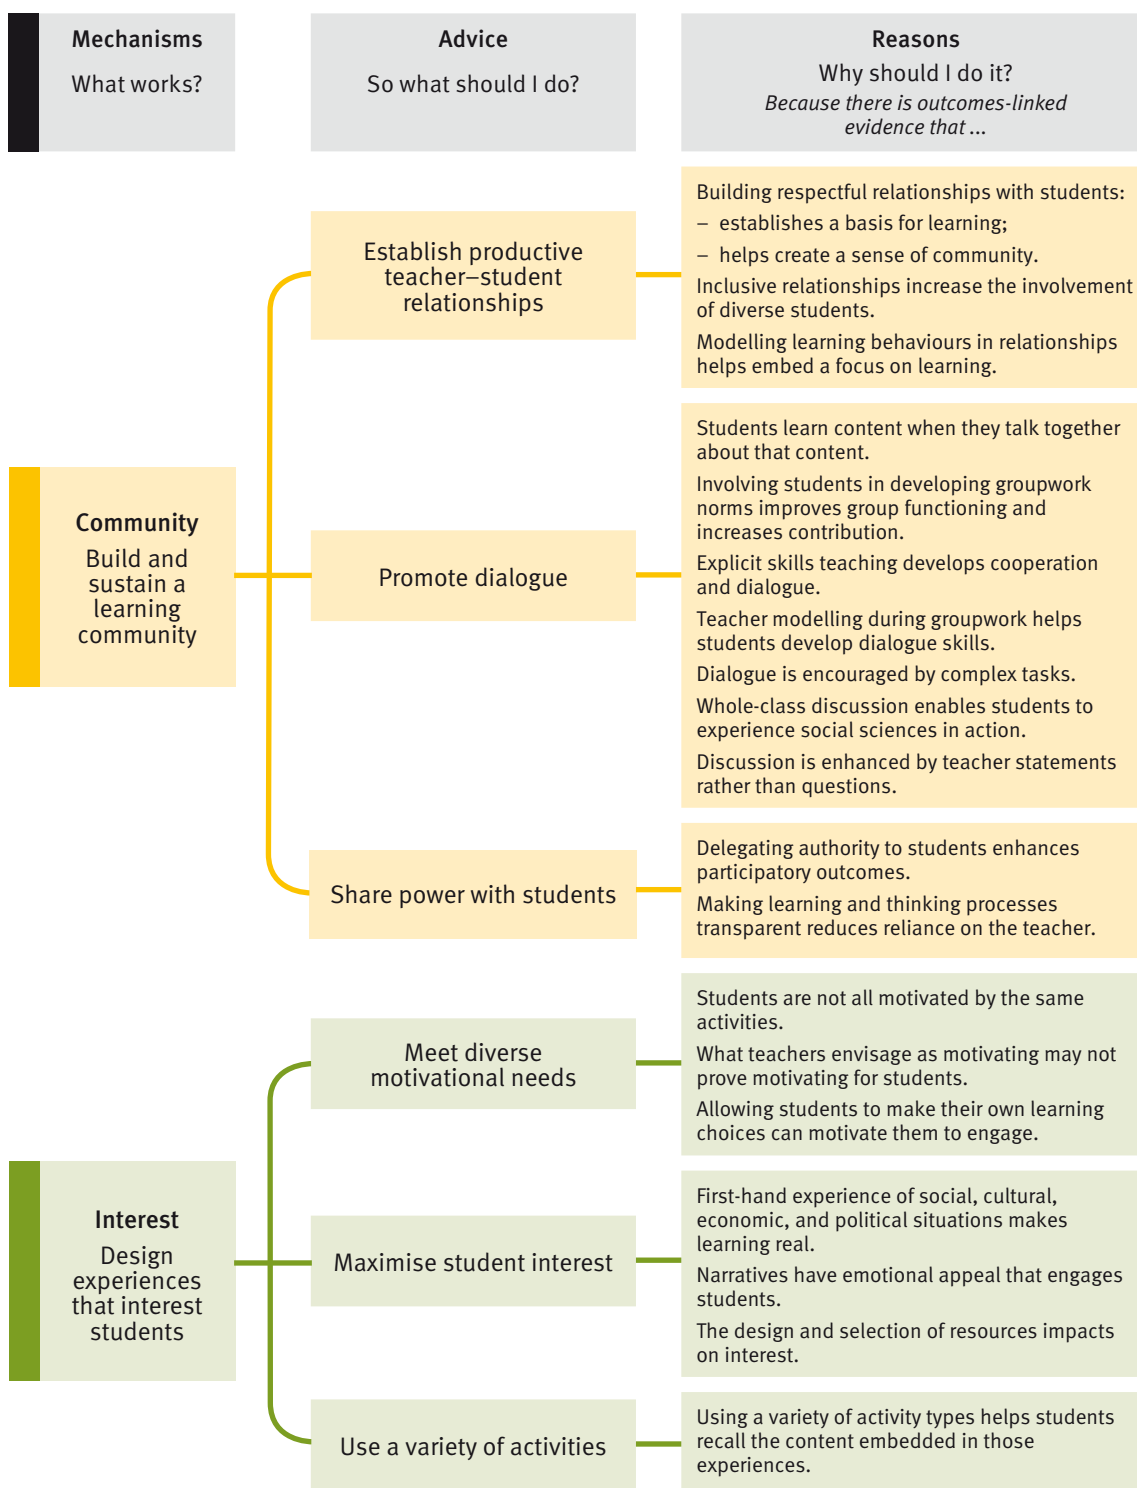 Mechanisms
What works?
Advice
So what should I do?
Reasons
Why should I do it?
Because there is outcomes-linked
evidence that ...
Community
Build and
sustain a
learning
community
Establish productive
teacher–student
relationships
Building respectful relationships with students:
– establishes a basis for learning;
– helps create a sense of community.
Inclusive relationships increase the involvement
of diverse students.
Modelling learning behaviours in relationships
helps embed a focus on learning.
Promote dialogue
Students learn content when they talk together
about that content.
Involving students in developing groupwork
norms improves group functioning and
increases contribution.
Explicit skills teaching develops cooperation
and dialogue.
Teacher modelling during groupwork helps
students develop dialogue skills.
Dialogue is encouraged by complex tasks.
Whole-class discussion enables students to
experience social sciences in action.
Discussion is enhanced by teacher statements
rather than questions.
Share power with students
Delegating authority to students enhances
participatory outcomes.
Making learning and thinking processes
transparent reduces reliance on the teacher.
Interest
Design
experiences
that interest
students
Meet diverse
motivational needs
Students are not all motivated by the same
activities.
What teachers envisage as motivating may not
prove motivating for students.
Allowing students to make their own learning
choices can motivate them to engage.
Maximise student interest
First-hand experience of social, cultural,
economic, and political situations makes
learning real.
Narratives have emotional appeal that engages
students.
The design and selection of resources impacts
on interest.
Use a variety of activities
Using a variety of activity types helps students
recall the content embedded in those
experiences.